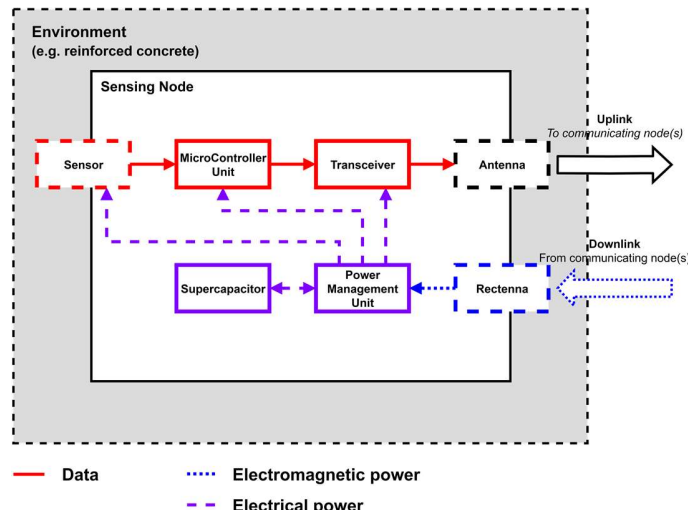 Environment
(e.g. reinforced concrete)
Sensing Node
Uplink
To communicating node(s)
Sensor
MicroController
Unit
Transceiver
Antenna
Downlink
From communicating node(s)
Supercapacitor
Power
Management
Unit
Rectenna
Data
Electromagnetic power
Electrical power